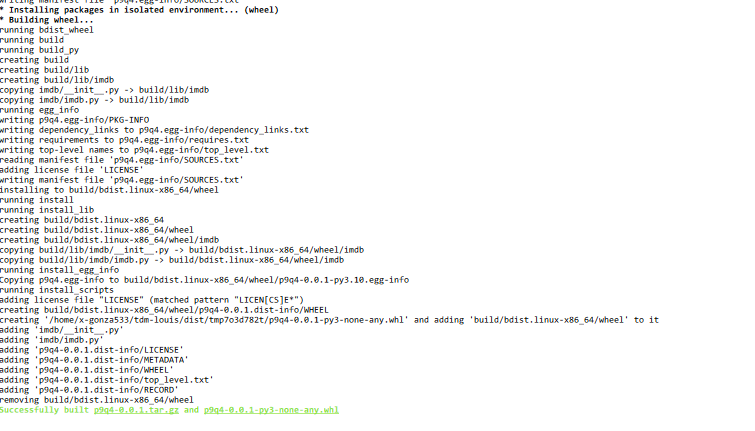 writing manifest file 'p9q4.egg-info/SOURCES.txt'
* Installing packages in isolated environment... (wheel)
* Building wheel...
running bdist_wheel
running build
running build_py
creating build
creating build/lib
creating build/lib/imdb
copying imdb/__init__.py -> build/lib/imdb
copying imdb/imdb.py -> build/lib/imdb
running egg_info
writing p9q4.egg-info/PKG-INFO
writing dependency_links to p9q4.egg-info/dependency_links.txt
writing requirements to p9q4.egg-info/requires.txt
writing top-level names to p9q4.egg-info/top_level.txt
reading manifest file 'p9q4.egg-info/SOURCES.txt'
adding license file 'LICENSE'
writing manifest file 'p9q4.egg-info/SOURCES.txt'
installing to build/bdist.linux-x86_64/wheel
running install
running install_lib
creating build/bdist.linux-x86_64
creating build/bdist.linux-x86_64/wheel
creating build/bdist.linux-x86_64/wheel/imdb
copying build/lib/imdb/__init__.py -> build/bdist.linux-x86_64/wheel/imdb
copying build/lib/imdb/imdb.py -> build/bdist.linux-x86_64/wheel/imdb
running install_egg_info
Copying p9q4.egg-info to build/bdist.linux-x86_64/wheel/p9q4-0.0.1-py3.10.egg-info
running install_scripts
adding license file "LICENSE" (matched pattern "LICEN[CS]E*")
creating build/bdist.linux-x86_64/wheel/p9q4-0.0.1.dist-info/WHEEL
creating '/home/x-gonza533/tdm-louis/dist/tmp7o3d782t/p9q4-0.0.1-py3-none-any.whl' and adding 'build/bdist.linux-x86_64/wheel' to it
adding 'imdb/__init__.py'
adding 'imdb/imdb.py'
adding 'p9q4-0.0.1.dist-info/LICENSE'
adding 'p9q4-0.0.1.dist-info/METADATA'
adding 'p9q4-0.0.1.dist-info/WHEEL'
adding 'p9q4-0.0.1.dist-info/top_level.txt'
adding 'p9q4-0.0.1.dist-info/RECORD'
removing build/bdist.linux-x86_64/wheel
Successfully built p9q4-0.0.1.tar.gz and p9q4-0.0.1-py3-none-any.whl